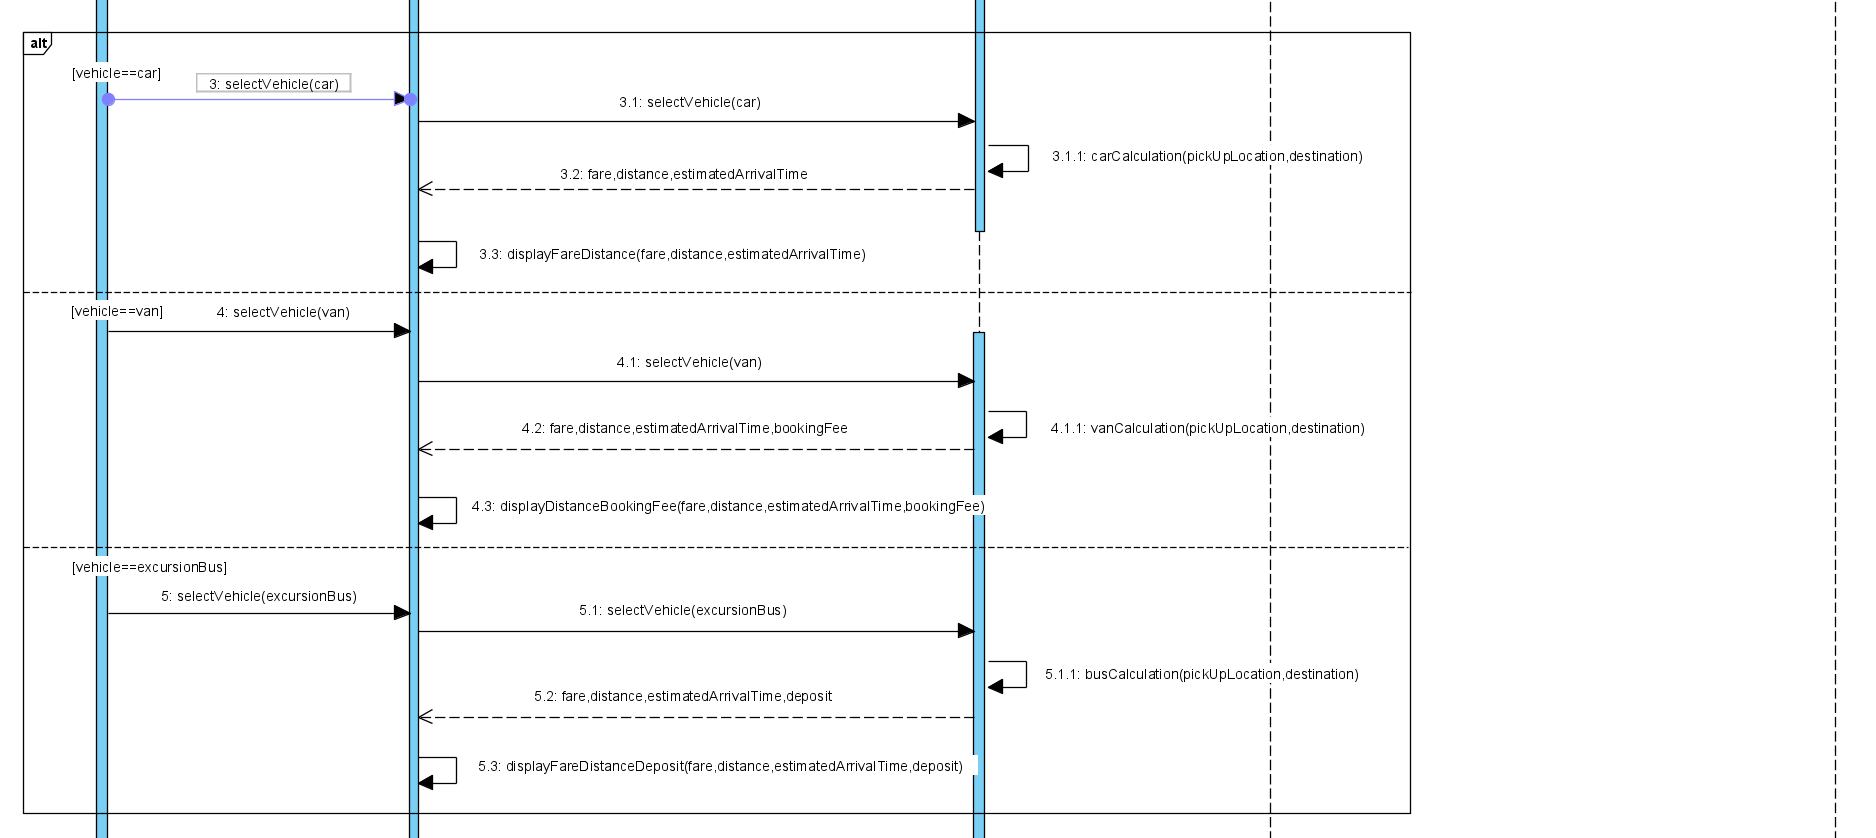 alt
[vehicle==car]
3: selectVehicle(car)
3.1: selectVehicle(car)
3.1.1: carCalculation(pickUpLocation,destination)
3.2: fare,distance,estimatedArrivalTime
3.3: displayFareDistance(fare,distance,estimatedArrivalTime)
[vehicle==van]
4: selectVehicle(van)
4.1: selectVehicle(van)
4.2: fare,distance,estimatedArrivalTime,bookingFee
4.1.1: vanCalculation(pickUpLocation,destination)
4.3: displayDistanceBookingFee(fare,distance,estimatedArrivalTime,bookingFee)
[vehicle==excursionBus]
5: selectVehicle(excursionBus)
5.1: selectVehicle(excursionBus)
5.1.1: busCalculation(pickUpLocation,destination)
5.2: fare,distance,estimatedArrivalTime,deposit
5.3: displayFareDistanceDeposit(fare,distance,estimatedArrivalTime,deposit)